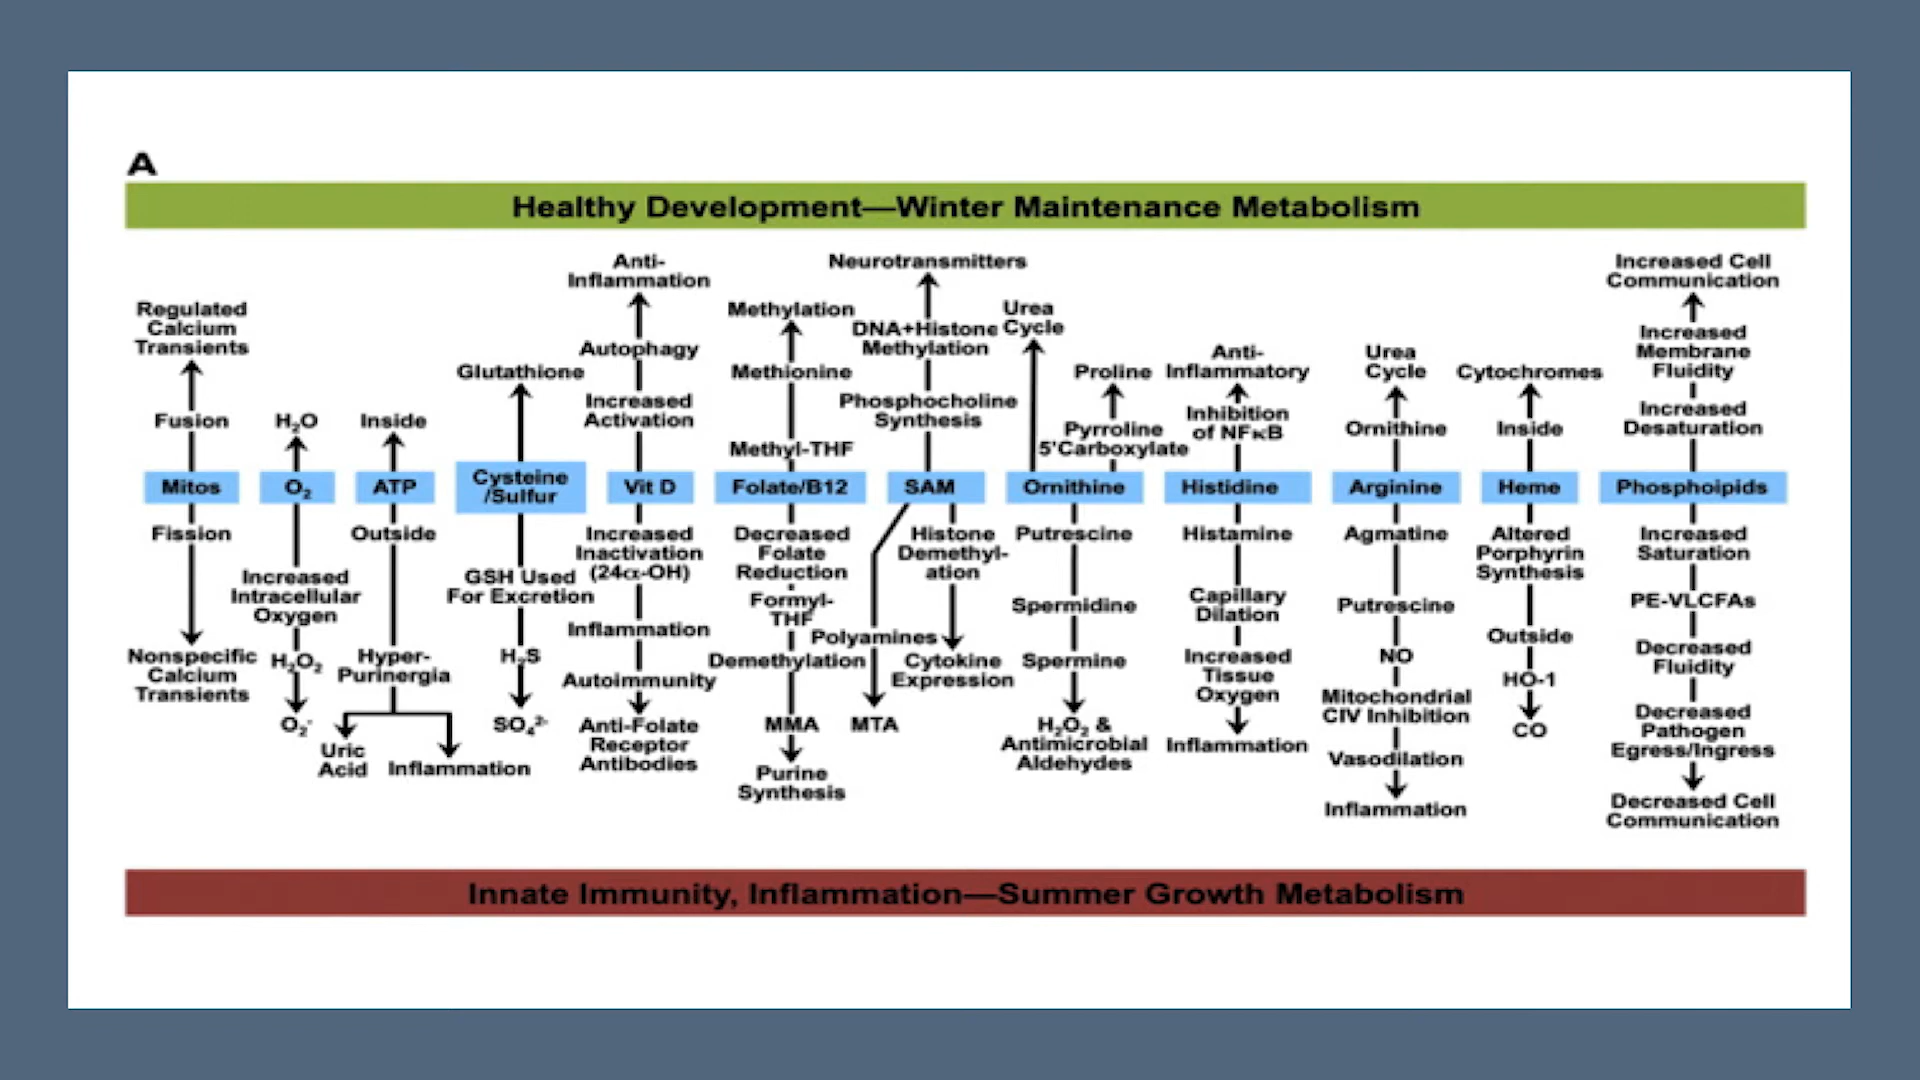 A
Healthy Development—Winter Maintenance Metabolism
Regulated
Calcium
Transients
Fusion
Mitos
Fission
Nonspecific
Calcium
Transients
H₂O
O₂
Increased
Intracellular
Oxygen
H₂O₂
O₂⁻
Inside
ATP
Outside
Hyper-
Purinergia
Uric
Acid
Inflammation
Glutathione
Cysteine
/Sulfur
GSH Used
For Excretion
H₂S
SO₄²⁻
Anti-
Inflammation
Autophagy
Increased
Activation
Vit D
Increased
Inactivation
(24α-OH)
Inflammation
Autoimmunity
Anti-Folate
Receptor
Antibodies
Methylation
Methionine
Methyl-THF
Folate/B12
Decreased
Folate
Reduction
Formyl-
THF
Demethylation
MMA
Purine
Synthesis
Neurotransmitters
DNA+Histone
Methylation
Phosphocholine
Synthesis
SAM
Polyamines
MTA
Histone
Demethyl-
ation
Cytokine
Expression
Urea
Cycle
Proline
Pyrroline
5'Carboxylate
Ornithine
Putrescine
Spermidine
Spermine
H₂O₂ &
Antimicrobial
Aldehydes
Anti-
Inflammatory
Inhibition
of NFκB
Histidine
Histamine
Capillary
Dilation
Increased
Tissue
Oxygen
Inflammation
Urea
Cycle
Ornithine
Arginine
Agmatine
Putrescine
NO
Mitochondrial
CIV Inhibition
Vasodilation
Inflammation
Cytochromes
Inside
Heme
Altered
Porphyrin
Synthesis
Outside
HO-1
CO
Increased Cell
Communication
Increased
Membrane
Fluidity
Increased
Desaturation
Phosphoipids
Increased
Saturation
PE-VLCFAs
Decreased
Fluidity
Decreased
Pathogen
Egress/Ingress
Decreased Cell
Communication
Innate Immunity, Inflammation—Summer Growth Metabolism